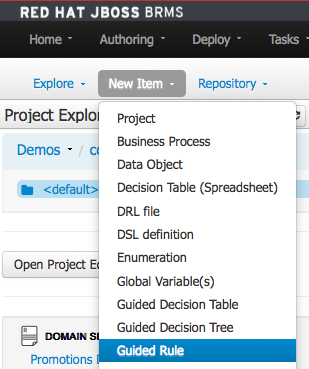 RED HAT JBOSS BRMS
Home Authoring Deploy Tasks
Explore New Item Repository
Project Explor
Project
Business Process
Demos / co
Data Object
<default>
Decision Table (Spreadsheet)
DRL file
DSL definition
Enumeration
Open Project Ed
Global Variable(s)
Guided Decision Table
Guided Decision Tree
DOMAIN SP
Guided Rule
Promotions